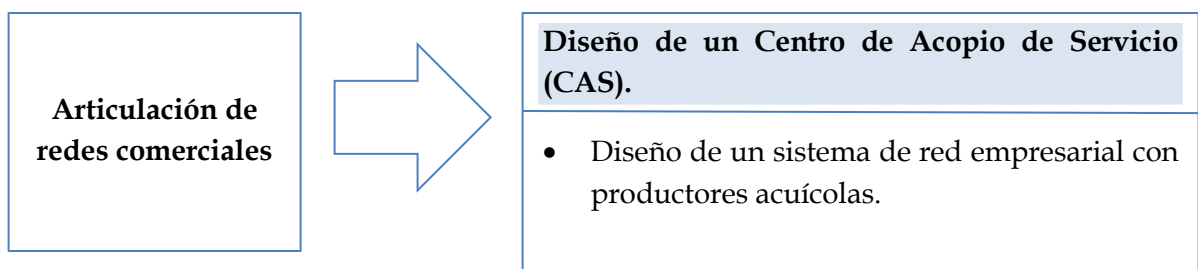 Articulación de
redes comerciales
Diseño de un Centro de Acopio de Servicio
(CAS).
• Diseño de un sistema de red empresarial con
productores acuícolas.